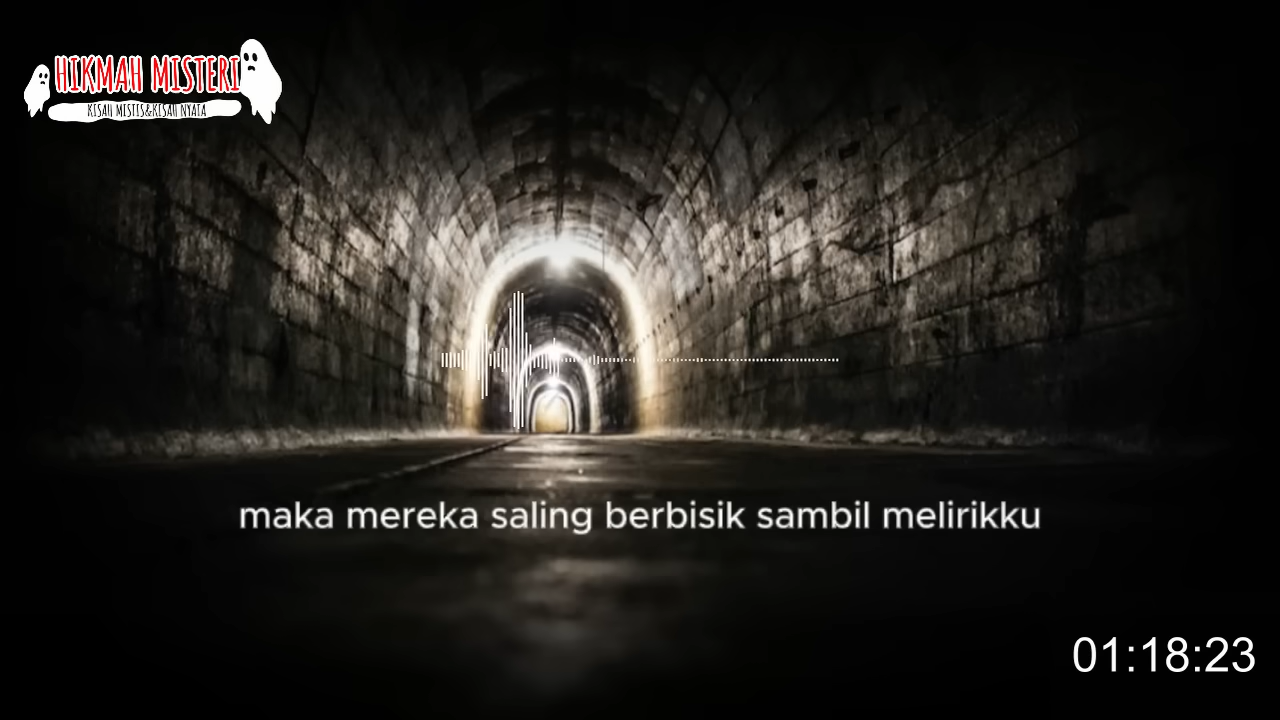 HIKMAH MISTERI
KISAH MISTIS&KISAH NYATA
maka mereka saling berbisik sambil melirikku
01:18:23